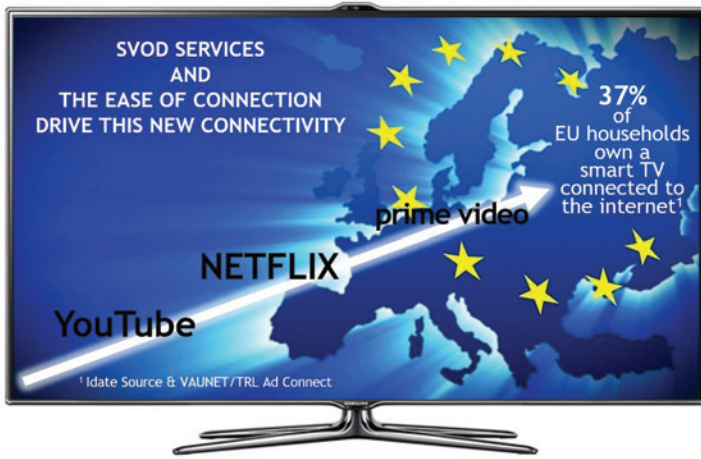 SVOD SERVICES
AND
THE EASE OF CONNECTION
DRIVE THIS NEW CONNECTIVITY
37%
of
EU households
own a
smart TV
connected to
the internet¹
prime video
NETFLIX
YouTube
¹ Idate Source & VAUNET/TRL Ad Connect
SAMSUNG